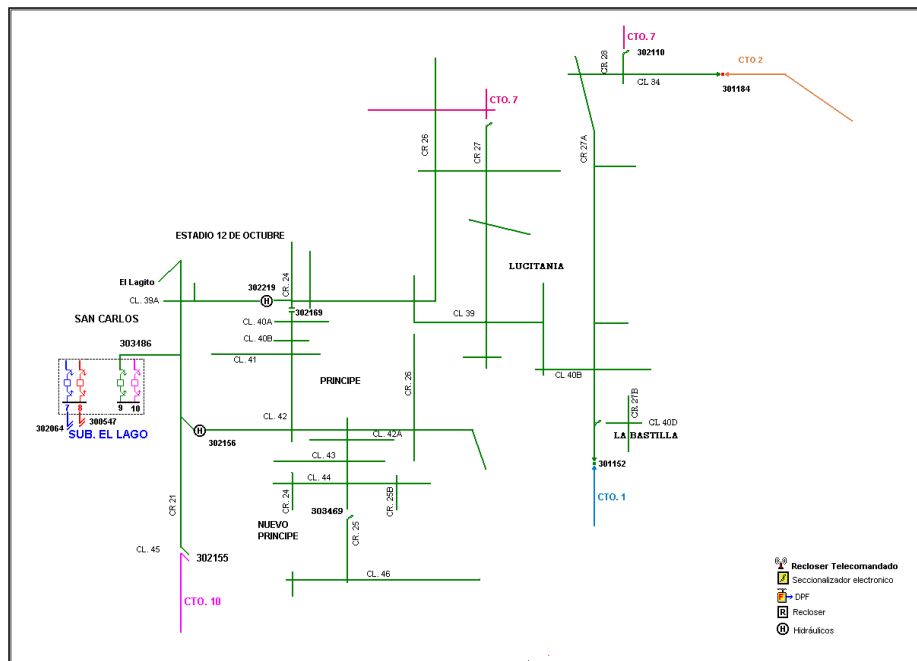 CTO. 7
302110
CR 28
CTO 2
CL 34
301184
CTO. 7
CR 26
CR 27
CR 27A
ESTADIO 12 DE OCTUBRE
LUCITANIA
El Lagito
302219
CR. 24
CL. 39A
302169
CL. 40A
CL 39
SAN CARLOS
303486
CL. 40B
CL. 41
PRINCIPE
CR. 26
CL 40B
7
8
9
10
302064
300547
SUB. EL LAGO
302156
CL. 42
CL. 42A
CR 27B
CL 40D
LA BASTILLA
CL. 43
301152
CL. 44
CR 21
CR. 24
CR. 25B
CTO. 1
303469
NUEVO
PRINCIPE
CR. 25
CL. 45
302155
CL. 46
CTO. 10
Recloser Telecomandado
Seccionalizador electronico
F
DPF
R
Recloser
H
Hidráulicos
H
H